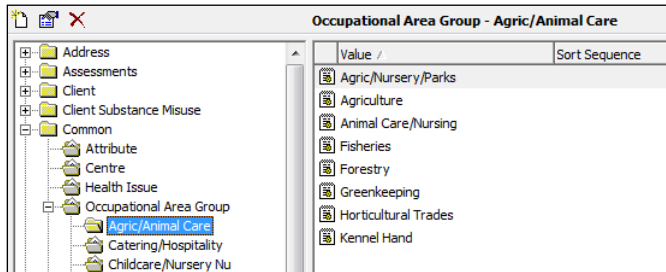 Occupational Area Group - Agric/Animal Care
Address
Assessments
Client
Client Substance Misuse
Common
Attribute
Centre
Health Issue
Occupational Area Group
Agric/Animal Care
Catering/Hospitality
Childcare/Nursery Nu
Value Sort Sequence
Agric/Nursery/Parks
Agriculture
Animal Care/Nursing
Fisheries
Forestry
Greenkeeping
Horticultural Trades
Kennel Hand